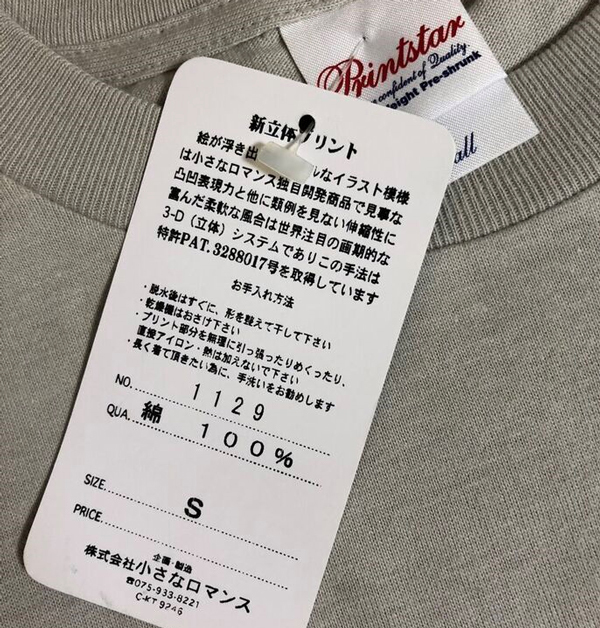 Printstar
confident of Quality
eight Pre-shrunk
all
新立体プリント
絵が浮き出 ルなイラスト模様
は小さなロマンス独自開発商品で見事な
凸凹表現力と他に類例を見ない伸縮性に
富んだ柔軟な風合は世界注目の画期的な
3-D（立体）システムでありこの手法は
特許PAT.3288017号を取得しています
お手入れ方法
・脱水後はすぐに、形を整えて干して下さい
・乾燥機はおさけ下さい
・プリント部分を無理に引っ張ったりめくったり、
直接アイロン・熱は加えないで下さい
・長く着て頂きたい為に、手洗いをお勧めします
NO. 1129
QUA. 綿 100%
SIZE. S
PRICE.
企画・製造
株式会社小さなロマンス
☎075-933-8221
C-KT 9246